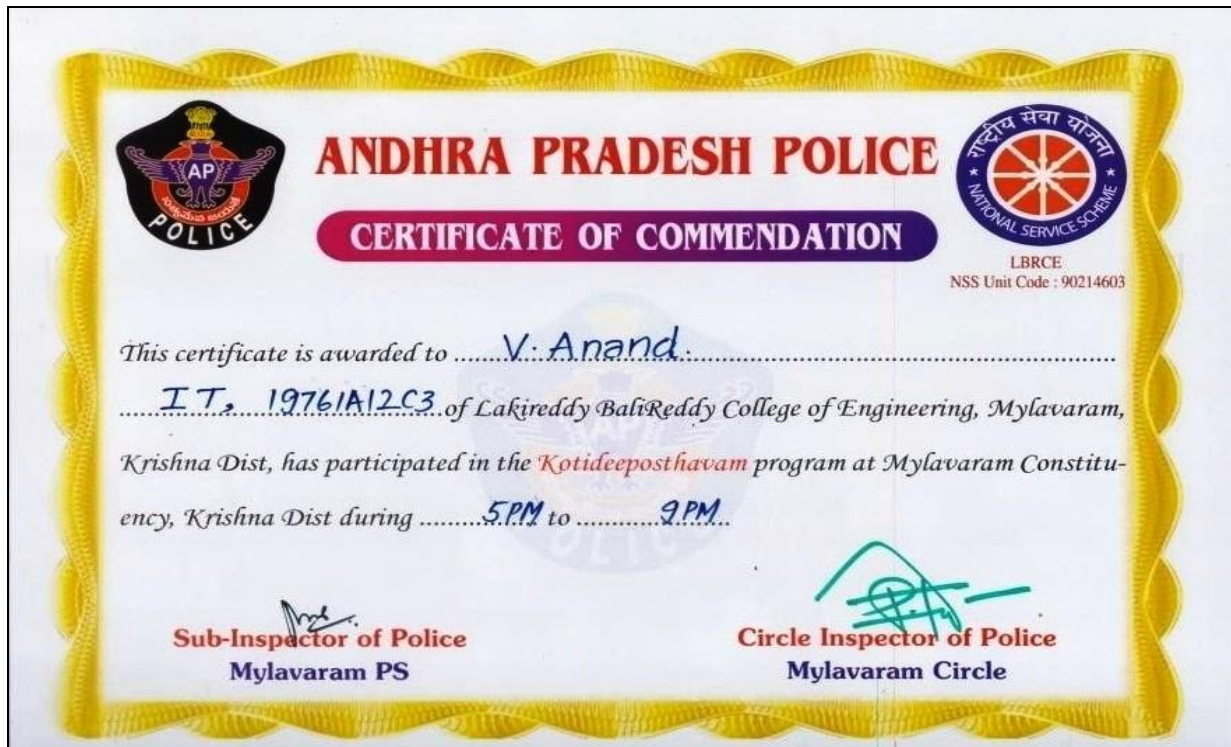 ANDHRA PRADESH POLICE
CERTIFICATE OF COMMENDATION
AP
POLICE
राष्ट्रीय सेवा योजना
NATIONAL SERVICE SCHEME
LBRCE
NSS Unit Code : 90214603
This certificate is awarded to ......V. Anand.....................................................
......IT, 19761A12C3 of Lakireddy BaliReddy College of Engineering, Mylavaram,
Krishna Dist, has participated in the Kotideeposthavam program at Mylavaram Constitu-
ency, Krishna Dist during .........5PM to ............9PM..
Sub-Inspector of Police
Mylavaram PS
Circle Inspector of Police
Mylavaram Circle